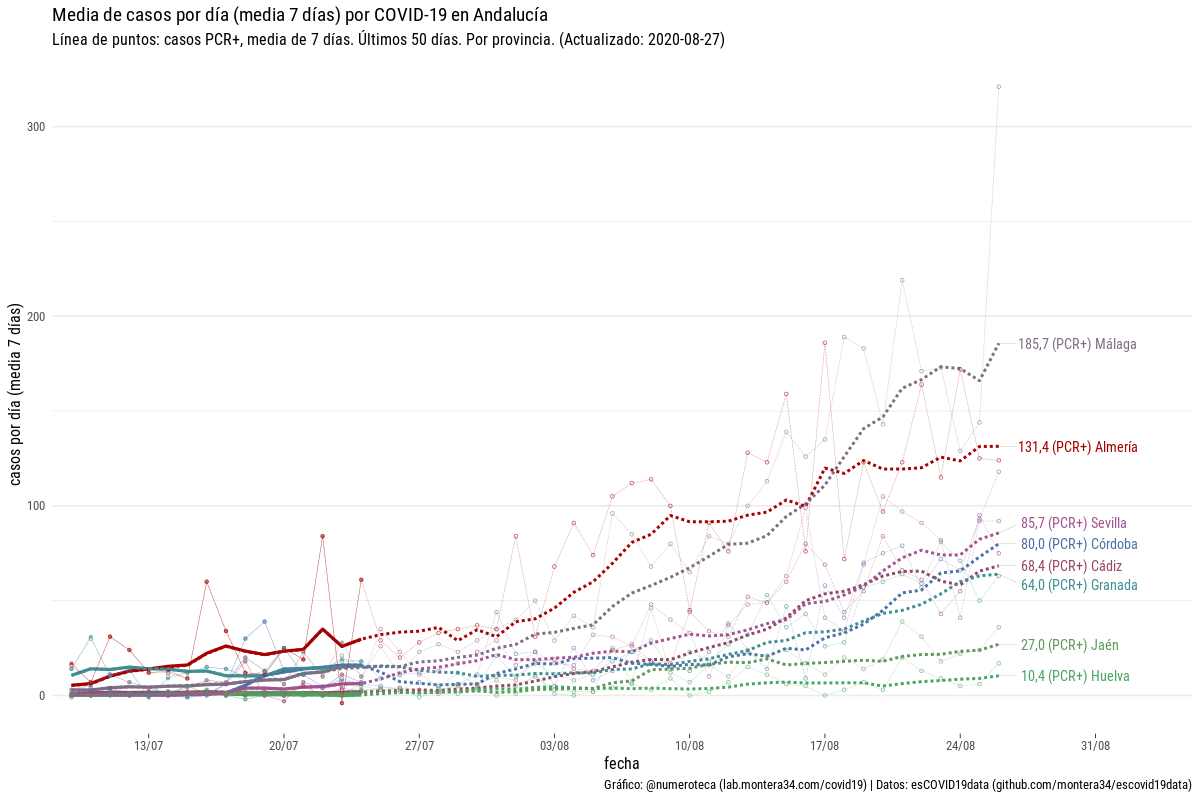 Media de casos por día (media 7 días) por COVID-19 en Andalucía
Línea de puntos: casos PCR+, media de 7 días. Últimos 50 días. Por provincia. (Actualizado: 2020-08-27)
casos por día (media 7 días)
300
200
100
0
185,7 (PCR+) Málaga
131,4 (PCR+) Almería
85,7 (PCR+) Sevilla
80,0 (PCR+) Córdoba
68,4 (PCR+) Cádiz
64,0 (PCR+) Granada
27,0 (PCR+) Jaén
10,4 (PCR+) Huelva
13/07 20/07 27/07 03/08 10/08 17/08 24/08 31/08
fecha
Gráfico: @numeroteca (lab.montera34.com/covid19) | Datos: esCOVID19data (github.com/montera34/escovid19data)